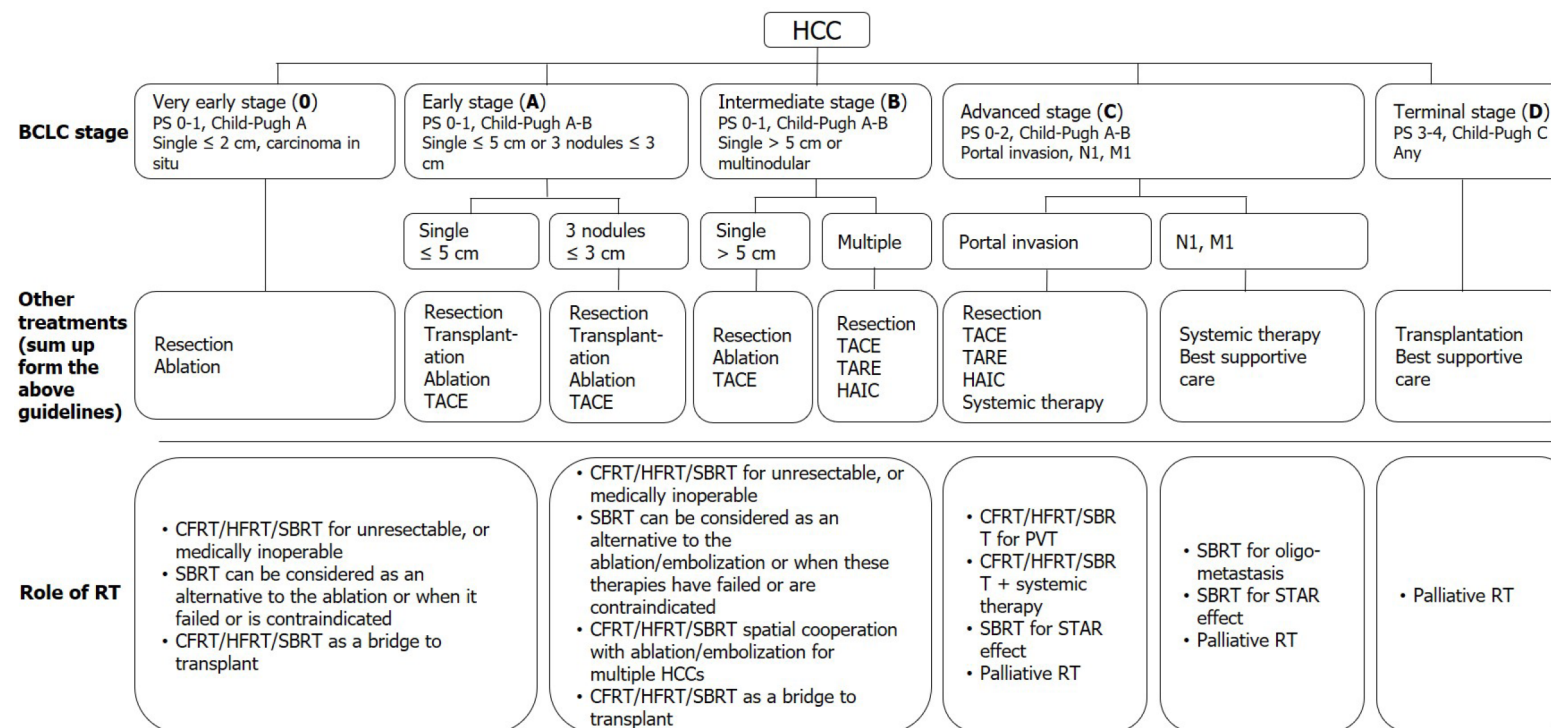 HCC
BCLC stage
Very early stage (0)
PS 0-1, Child-Pugh A
Single ≤ 2 cm, carcinoma in
situ
Early stage (A)
PS 0-1, Child-Pugh A-B
Single ≤ 5 cm or 3 nodules ≤ 3
cm
Intermediate stage (B)
PS 0-1, Child-Pugh A-B
Single > 5 cm or
multinodular
Advanced stage (C)
PS 0-2, Child-Pugh A-B
Portal invasion, N1, M1
Terminal stage (D)
PS 3-4, Child-Pugh C
Any
Single
≤ 5 cm
3 nodules
≤ 3 cm
Single
> 5 cm
Multiple
Portal invasion
N1, M1
Other
treatments
(sum up
form the
above
guidelines)
Resection
Ablation
Resection
Transplant-
ation
Ablation
TACE
Resection
Transplant-
ation
Ablation
TACE
Resection
Ablation
TACE
Resection
TACE
TARE
HAIC
Resection
TACE
TARE
HAIC
Systemic therapy
Systemic therapy
Best supportive
care
Transplantation
Best supportive
care
Role of RT
• CFRT/HFRT/SBRT for unresectable, or
medically inoperable
• SBRT can be considered as an
alternative to the ablation or when it
failed or is contraindicated
• CFRT/HFRT/SBRT as a bridge to
transplant
• CFRT/HFRT/SBRT for unresectable, or
medically inoperable
• SBRT can be considered as an
alternative to the
ablation/embolization or when these
therapies have failed or are
contraindicated
• CFRT/HFRT/SBRT spatial cooperation
with ablation/embolization for
multiple HCCs
• CFRT/HFRT/SBRT as a bridge to
transplant
• CFRT/HFRT/SBR
T for PVT
• CFRT/HFRT/SBR
T + systemic
therapy
• SBRT for STAR
effect
• Palliative RT
• SBRT for oligo-
metastasis
• SBRT for STAR
effect
• Palliative RT
• Palliative RT